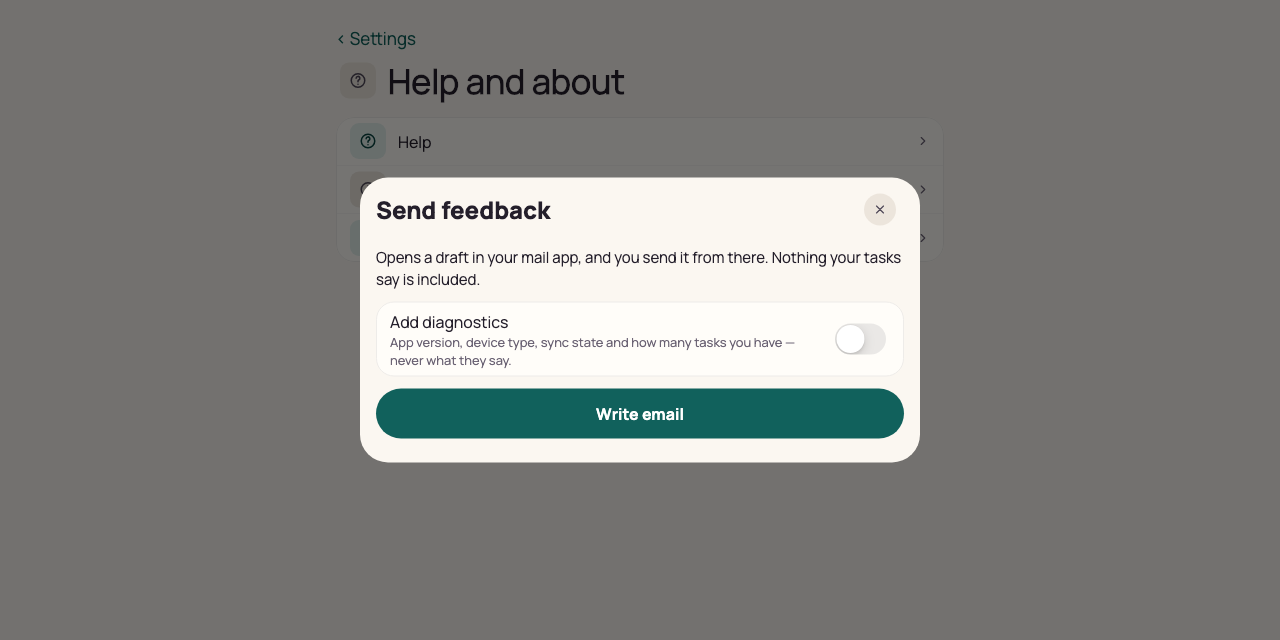 Settings
Help and about
Help
Send feedback
Opens a draft in your mail app, and you send it from there. Nothing your tasks
say is included.
Add diagnostics
App version, device type, sync state and how many tasks you have —
never what they say.
Write email